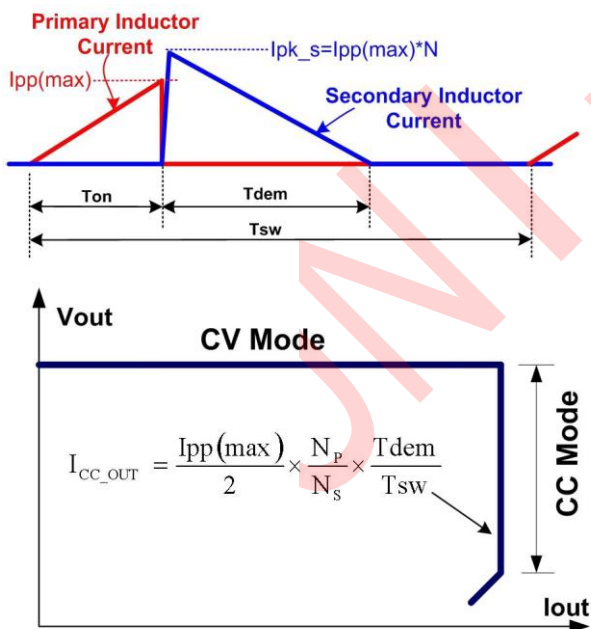 Primary Inductor
Current
Ipk_s=Ipp(max)*N
Ipp(max)
Secondary Inductor
Current
Ton
Tdem
Tsw
Vout
CV Mode
I_CC_OUT = Ipp(max)/2 × N_P/N_S × Tdem/Tsw
CC Mode
Iout